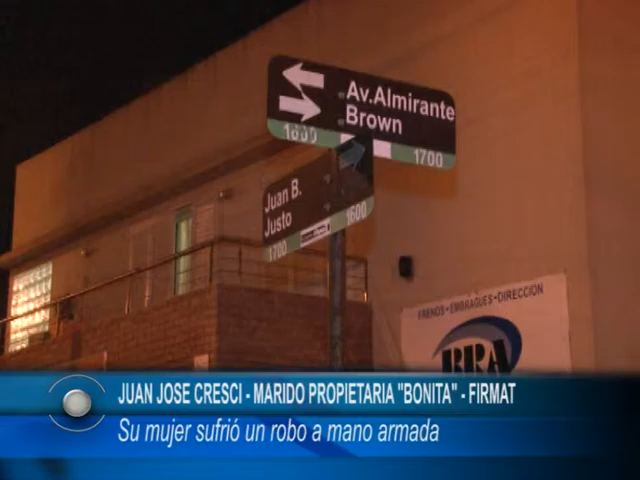 Av.Almirante
Brown
1600
1700
Juan B.
Justo
1700
1600
FRENOS - EMBRAGUES - DIRECCION
BRA
JUAN JOSE CRESCI - MARIDO PROPIETARIA "BONITA" - FIRMAT
Su mujer sufrió un robo a mano armada